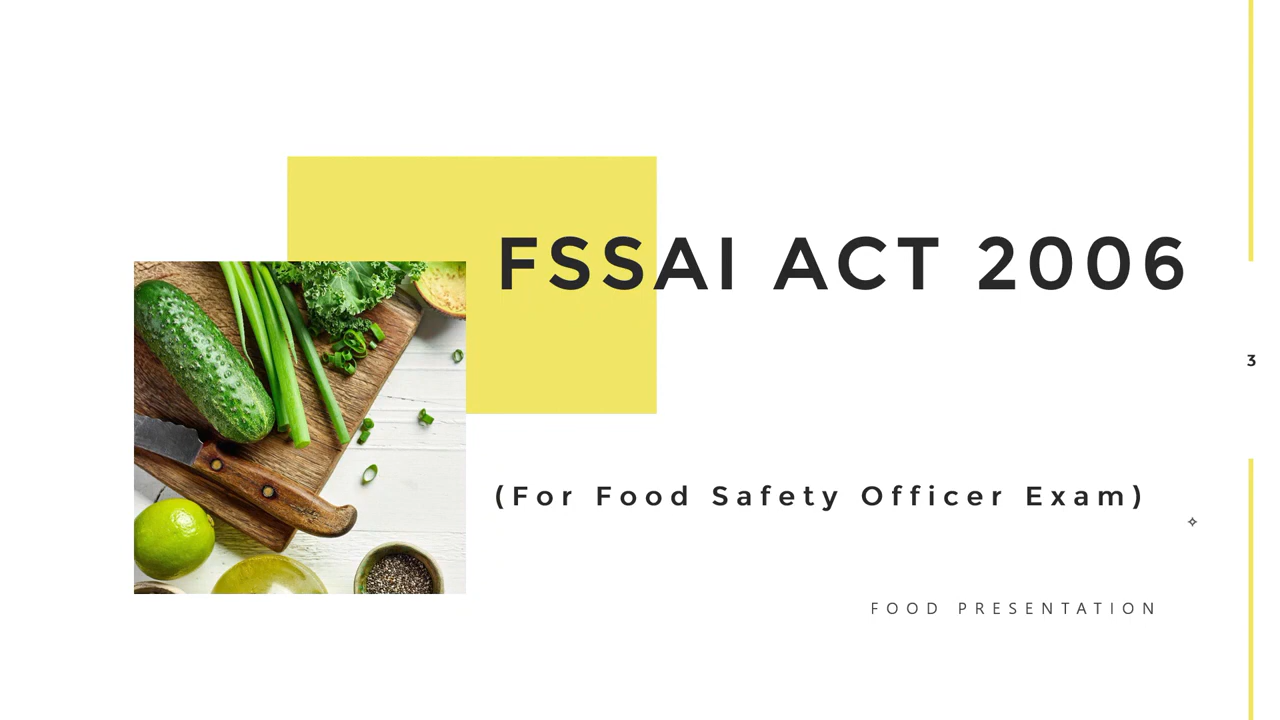 FSSAI ACT 2006
3
(For Food Safety Officer Exam)
FOOD PRESENTATION